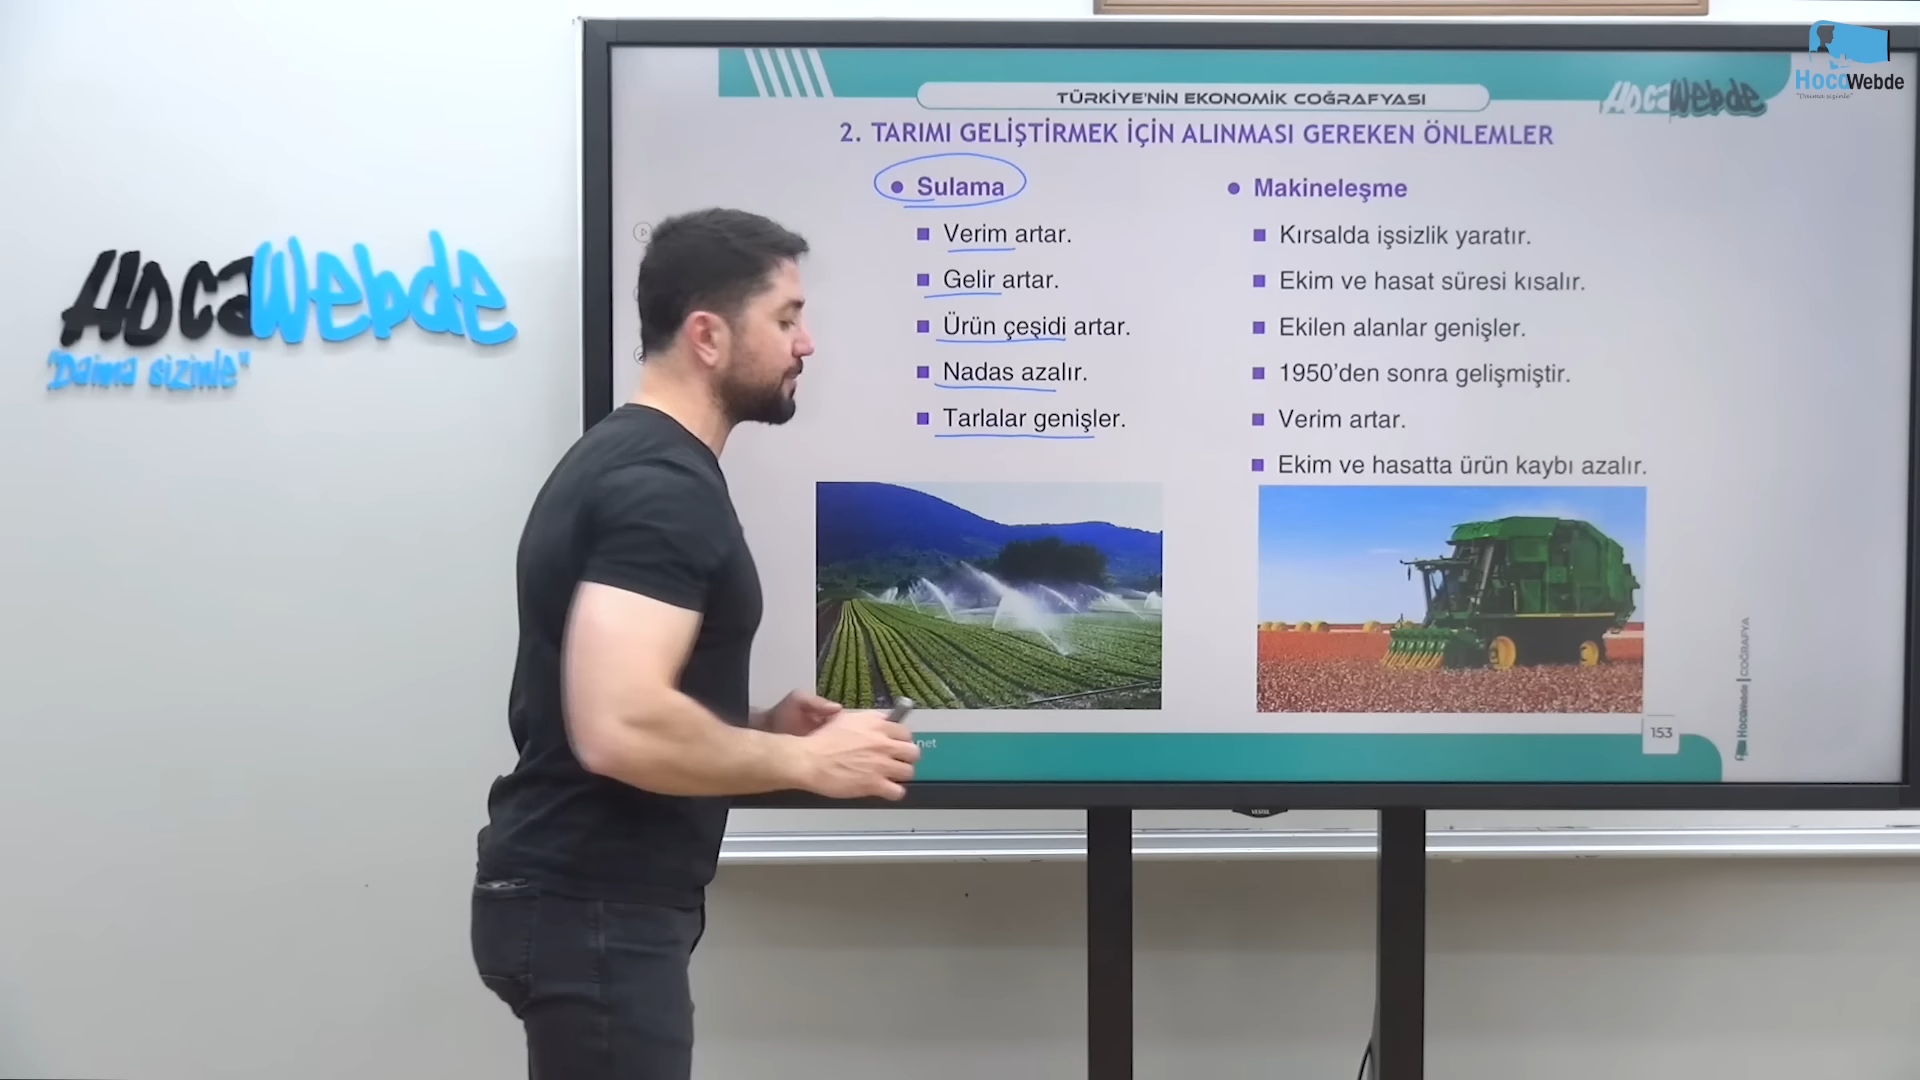 HocaWebde
"Daima sizinle"
TÜRKİYE'NİN EKONOMİK COĞRAFYASI
HocaWebde
HocaWebde
"Daima sizinle"
2. TARIMI GELİŞTİRMEK İÇİN ALINMASI GEREKEN ÖNLEMLER
Sulama
Verim artar.
Gelir artar.
Ürün çeşidi artar.
Nadas azalır.
Tarlalar genişler.
Makineleşme
Kırsalda işsizlik yaratır.
Ekim ve hasat süresi kısalır.
Ekilen alanlar genişler.
1950'den sonra gelişmiştir.
Verim artar.
Ekim ve hasatta ürün kaybı azalır.
HocaWebde | COĞRAFYA
.net
153